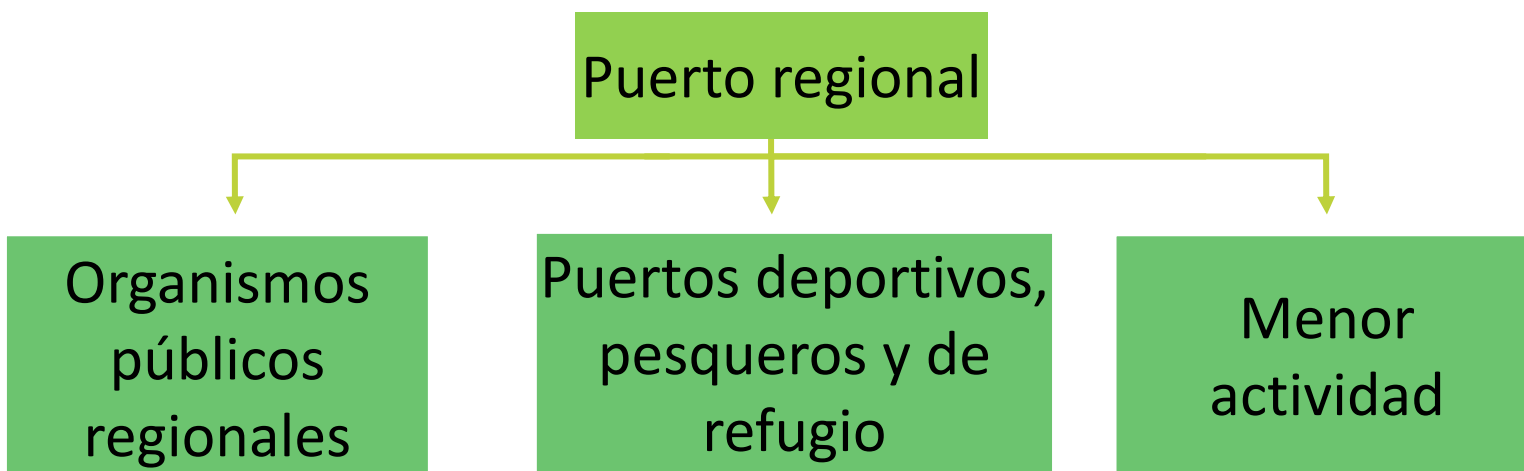 Puerto regional
Organismos
públicos
regionales
Puertos deportivos,
pesqueros y de
refugio
Menor
actividad